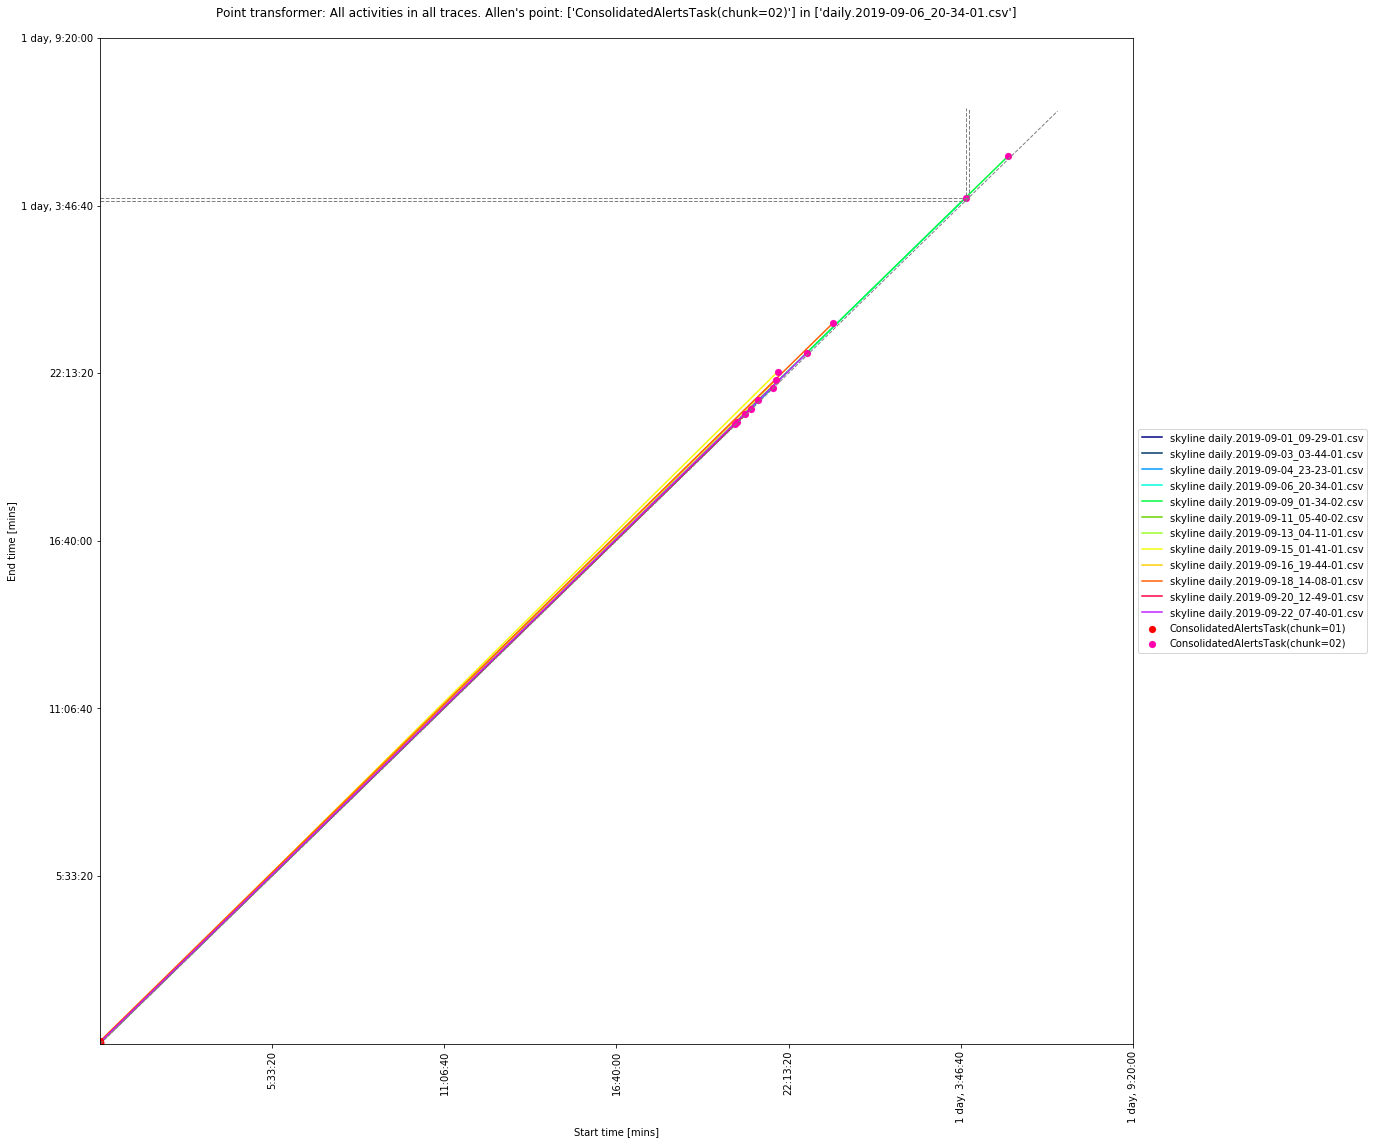 Point transformer: All activities in all traces. Allen's point: ['ConsolidatedAlertsTask(chunk=02)'] in ['daily.2019-09-06_20-34-01.csv']
1 day, 9:20:00
1 day, 3:46:40
22:13:20
16:40:00
11:06:40
5:33:20
End time [mins]
5:33:20
11:06:40
16:40:00
22:13:20
1 day, 3:46:40
1 day, 9:20:00
Start time [mins]
skyline daily.2019-09-01_09-29-01.csv
skyline daily.2019-09-03_03-44-01.csv
skyline daily.2019-09-04_23-23-01.csv
skyline daily.2019-09-06_20-34-01.csv
skyline daily.2019-09-09_01-34-02.csv
skyline daily.2019-09-11_05-40-02.csv
skyline daily.2019-09-13_04-11-01.csv
skyline daily.2019-09-15_01-41-01.csv
skyline daily.2019-09-16_19-44-01.csv
skyline daily.2019-09-18_14-08-01.csv
skyline daily.2019-09-20_12-49-01.csv
skyline daily.2019-09-22_07-40-01.csv
ConsolidatedAlertsTask(chunk=01)
ConsolidatedAlertsTask(chunk=02)